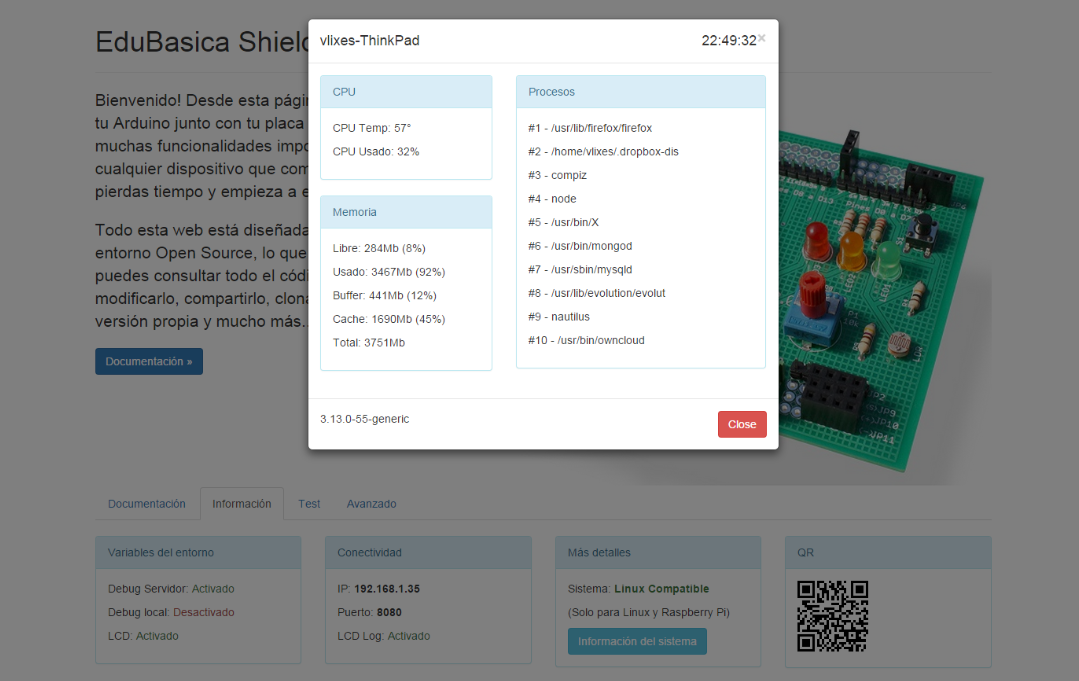 EduBasica Shield
vlixes-ThinkPad
22:49:32×
CPU
CPU Temp: 57°
CPU Usado: 32%
Memoria
Libre: 284Mb (8%)
Usado: 3467Mb (92%)
Buffer: 441Mb (12%)
Cache: 1690Mb (45%)
Total: 3751Mb
Procesos
#1 - /usr/lib/firefox/firefox
#2 - /home/vlixes/.dropbox-dis
#3 - compiz
#4 - node
#5 - /usr/bin/X
#6 - /usr/bin/mongod
#7 - /usr/sbin/mysqld
#8 - /usr/lib/evolution/evolut
#9 - nautilus
#10 - /usr/bin/owncloud
3.13.0-55-generic
Close
Bienvenido! Desde esta págin
tu Arduino junto con tu placa
muchas funcionalidades impo
cualquier dispositivo que com
pierdas tiempo y empieza a e
Todo esta web está diseñada
entorno Open Source, lo que
puedes consultar todo el códi
modificarlo, compartirlo, clona
versión propia y mucho más..
Documentación »
LED1
P1
JP2
JP9
JP10
JP11
Documentación
Información
Test
Avanzado
Variables del entorno
Debug Servidor: Activado
Debug local: Desactivado
LCD: Activado
Conectividad
IP: 192.168.1.35
Puerto: 8080
LCD Log: Activado
Más detalles
Sistema: Linux Compatible
(Solo para Linux y Raspberry Pi)
Información del sistema
QR